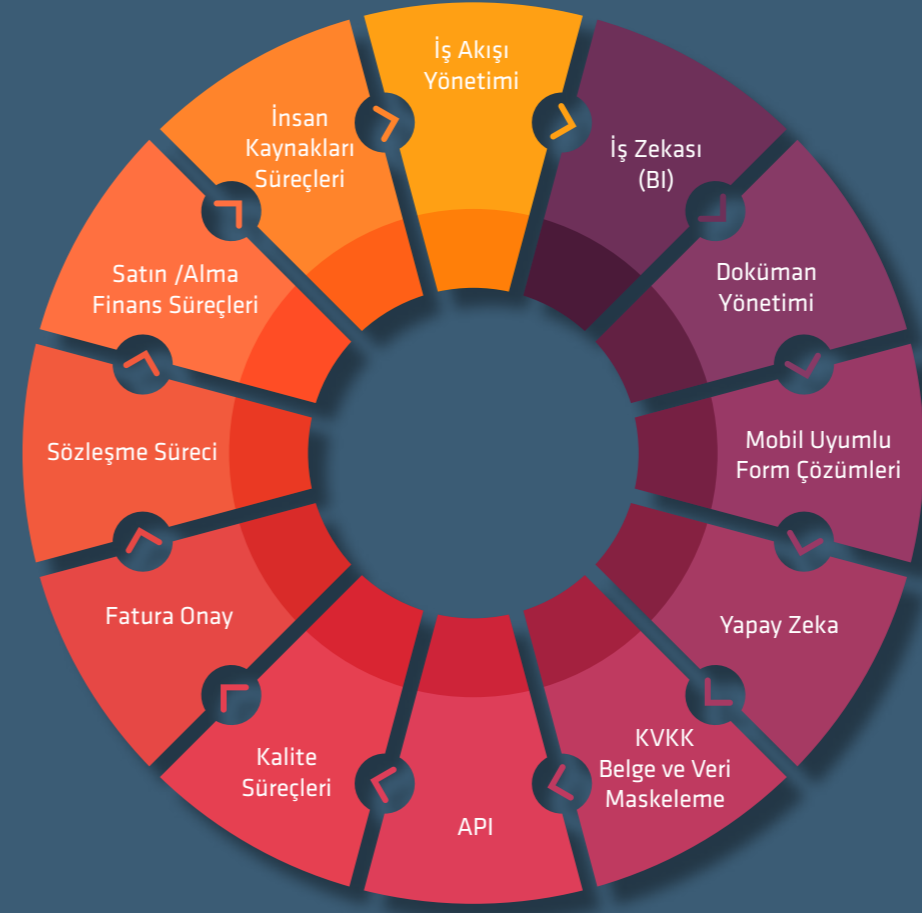 İş Akışı
Yönetimi
İş Zekası
(BI)
Doküman
Yönetimi
Mobil Uyumlu
Form Çözümleri
Yapay Zeka
KVKK
Belge ve Veri
Maskeleme
API
Kalite
Süreçleri
Fatura Onay
Sözleşme Süreci
Satın /Alma
Finans Süreçleri
İnsan
Kaynakları
Süreçleri